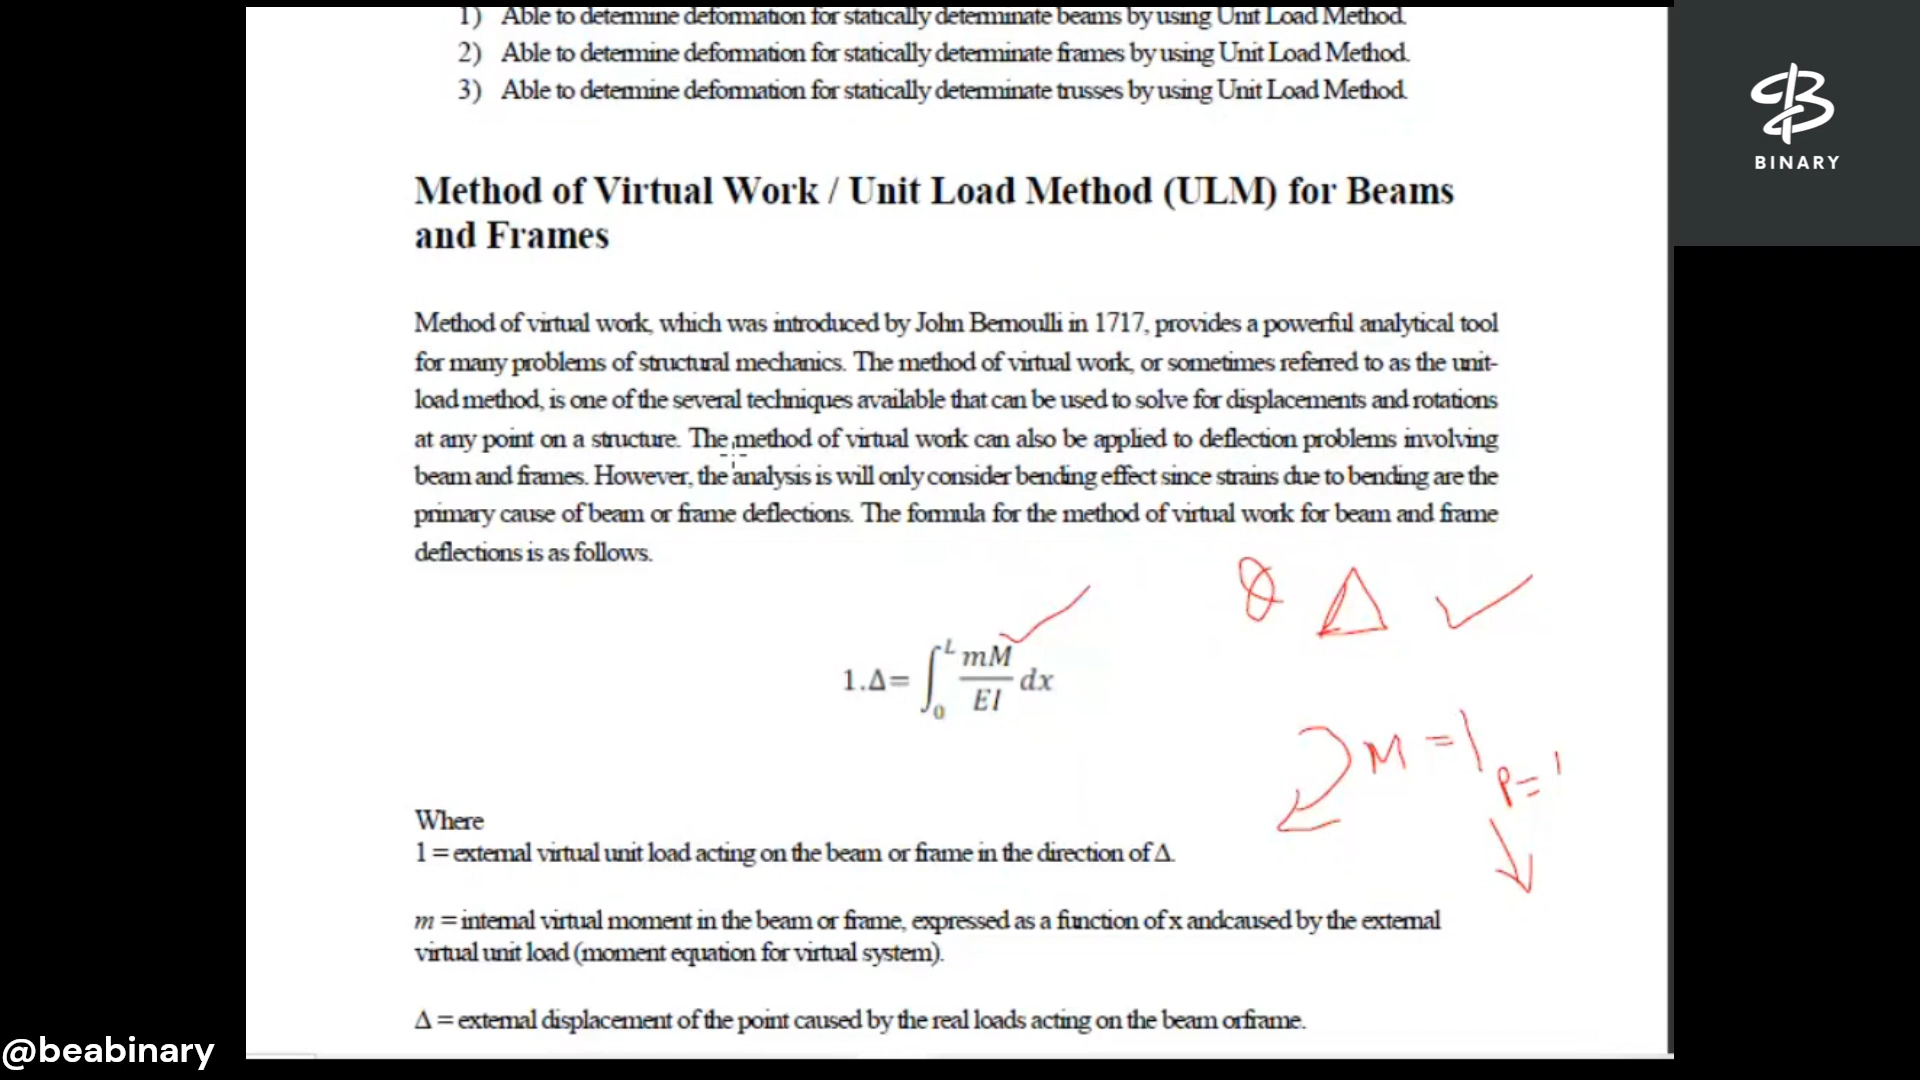 1) Able to determine deformation for statically determinate beams by using Unit Load Method.
2) Able to determine deformation for statically determinate frames by using Unit Load Method.
3) Able to determine deformation for statically determinate trusses by using Unit Load Method.
BINARY
Method of Virtual Work / Unit Load Method (ULM) for Beams
and Frames
Method of virtual work, which was introduced by John Bernoulli in 1717, provides a powerful analytical tool
for many problems of structural mechanics. The method of virtual work, or sometimes referred to as the unit-
load method, is one of the several techniques available that can be used to solve for displacements and rotations
at any point on a structure. The method of virtual work can also be applied to deflection problems involving
beam and frames. However, the analysis is will only consider bending effect since strains due to bending are the
primary cause of beam or frame deflections. The formula for the method of virtual work for beam and frame
deflections is as follows.
θ Δ ✓
1.Δ= ∫₀ᴸ mM/EI dx ✓
M = 1
P = 1
Where
1 = external virtual unit load acting on the beam or frame in the direction of Δ.
m = internal virtual moment in the beam or frame, expressed as a function of x andcaused by the external
virtual unit load (moment equation for virtual system).
Δ = external displacement of the point caused by the real loads acting on the beam orframe.
@beabinary